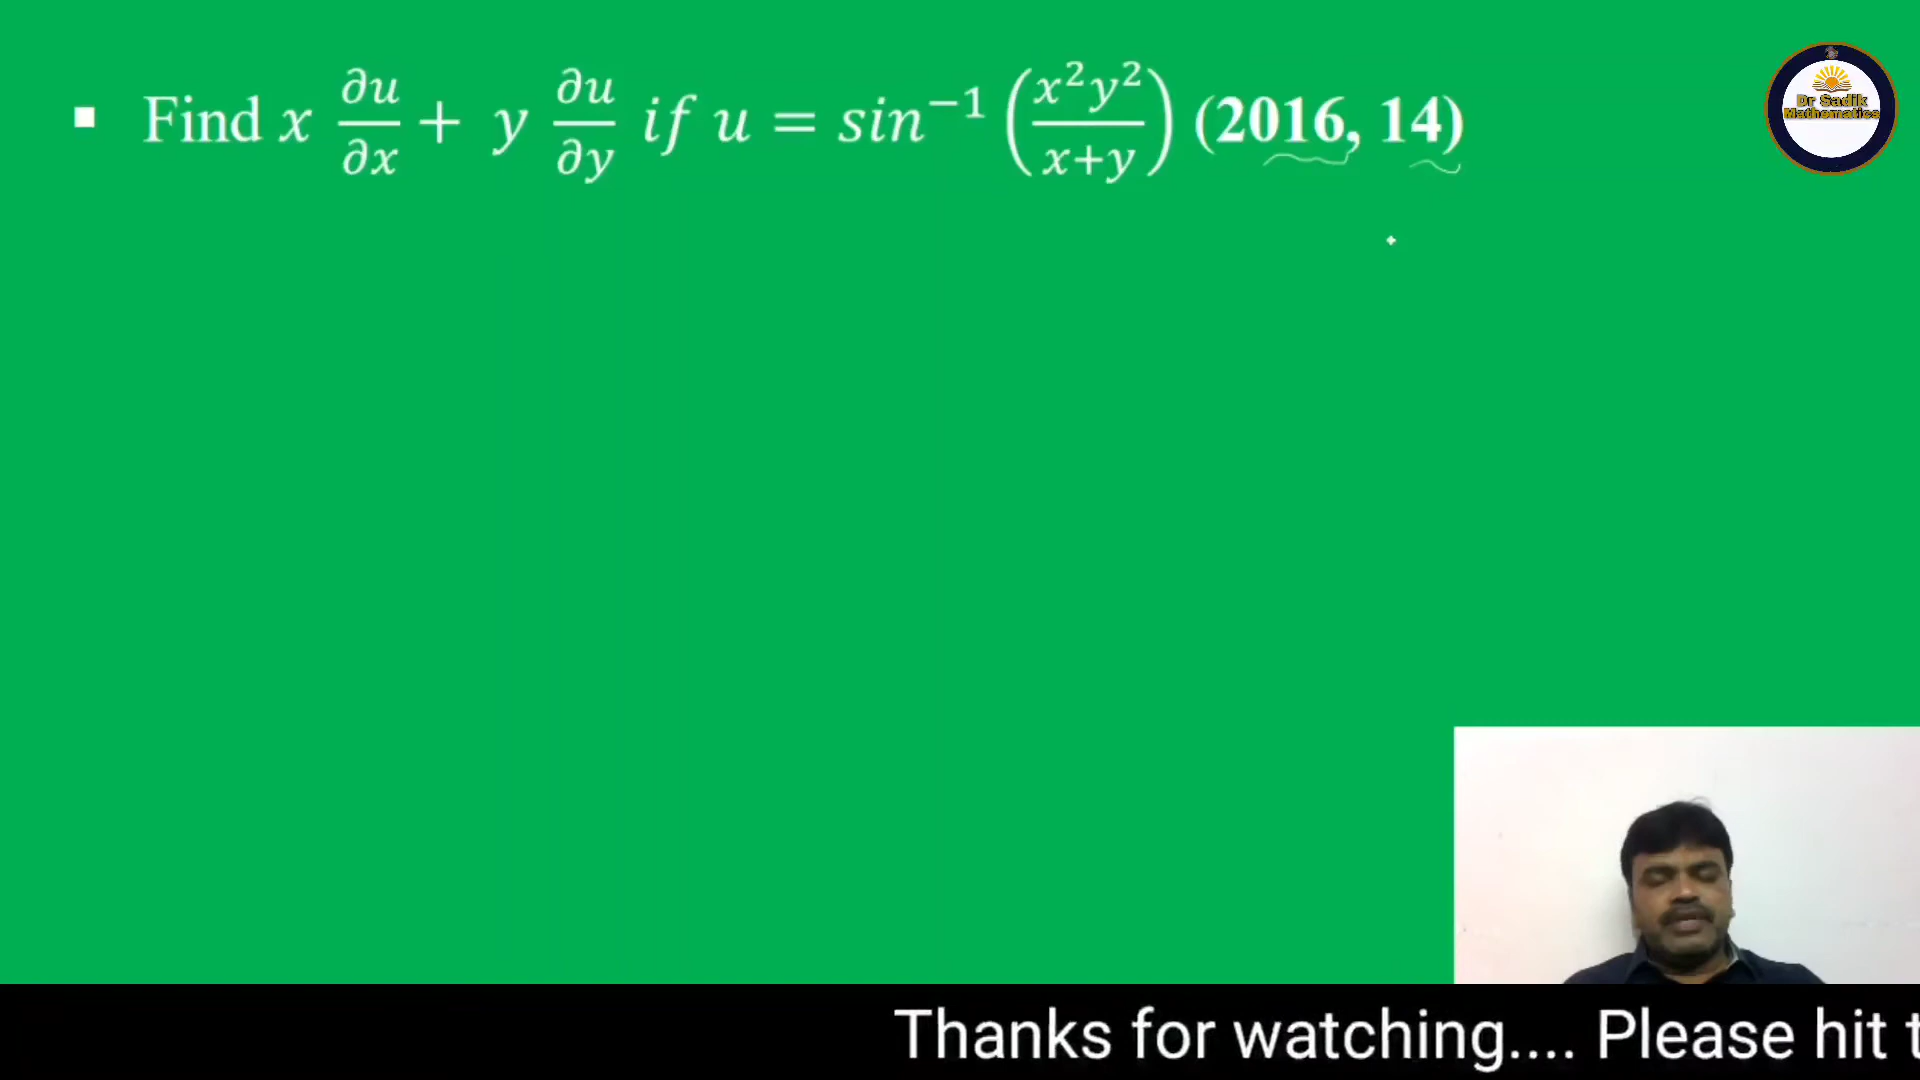 ▪ Find x ∂u/∂x + y ∂u/∂y if u = sin⁻¹ (x²y²/x+y) (2016, 14)
Dr Sadik
Mathematics
Thanks for watching.... Please hit t